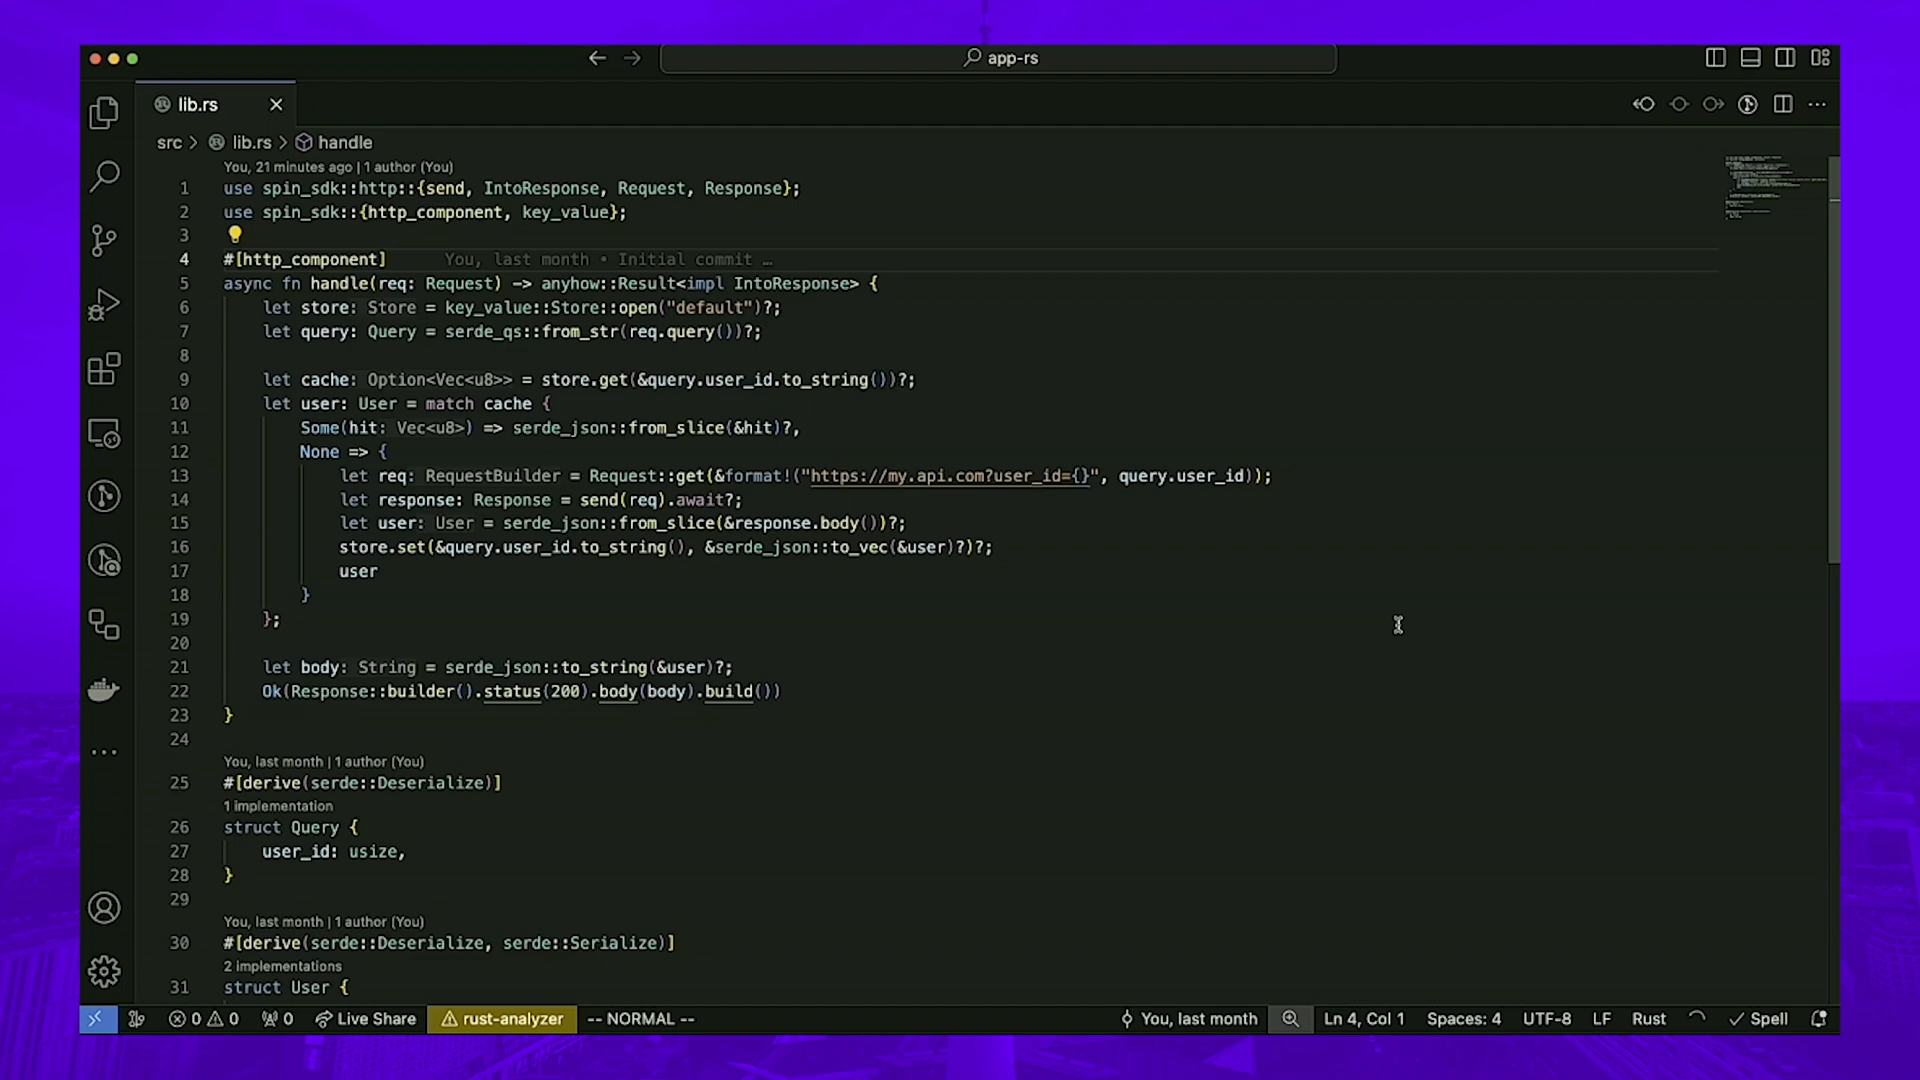 app-rs
lib.rs
src > lib.rs > handle
You, 21 minutes ago | 1 author (You)
1 use spin_sdk::http::{send, IntoResponse, Request, Response};
2 use spin_sdk::{http_component, key_value};
3
4 #[http_component] You, last month • Initial commit …
5 async fn handle(req: Request) -> anyhow::Result<impl IntoResponse> {
6 let store: Store = key_value::Store::open("default")?;
7 let query: Query = serde_qs::from_str(req.query())?;
8
9 let cache: Option<Vec<u8>> = store.get(&query.user_id.to_string())?;
10 let user: User = match cache {
11 Some(hit: Vec<u8>) => serde_json::from_slice(&hit)?,
12 None => {
13 let req: RequestBuilder = Request::get(&format!("https://my.api.com?user_id={}", query.user_id));
14 let response: Response = send(req).await?;
15 let user: User = serde_json::from_slice(&response.body())?;
16 store.set(&query.user_id.to_string(), &serde_json::to_vec(&user)?)?;
17 user
18 }
19 };
20
21 let body: String = serde_json::to_string(&user)?;
22 Ok(Response::builder().status(200).body(body).build())
23 }
24
You, last month | 1 author (You)
25 #[derive(serde::Deserialize)]
1 implementation
26 struct Query {
27 user_id: usize,
28 }
29
You, last month | 1 author (You)
30 #[derive(serde::Deserialize, serde::Serialize)]
2 implementations
31 struct User {
0 0 0 Live Share rust-analyzer -- NORMAL -- You, last month Ln 4, Col 1 Spaces: 4 UTF-8 LF Rust Spell